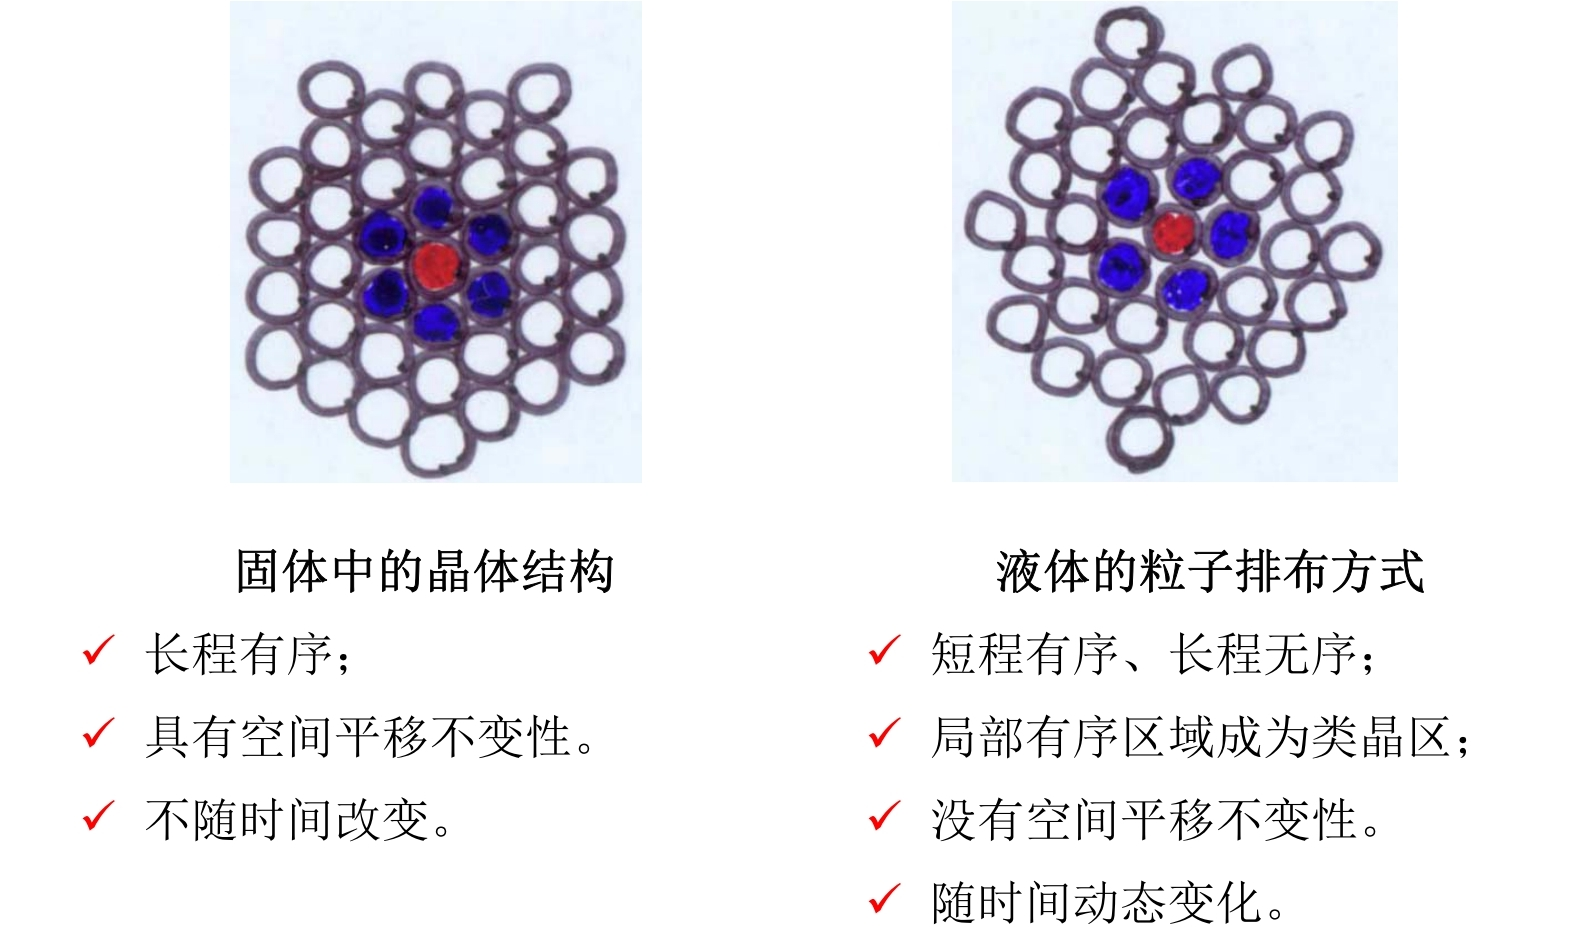 固体中的晶体结构
长程有序；
具有空间平移不变性。
不随时间改变。
液体的粒子排布方式
短程有序、长程无序；
局部有序区域成为类晶区；
没有空间平移不变性。
随时间动态变化。